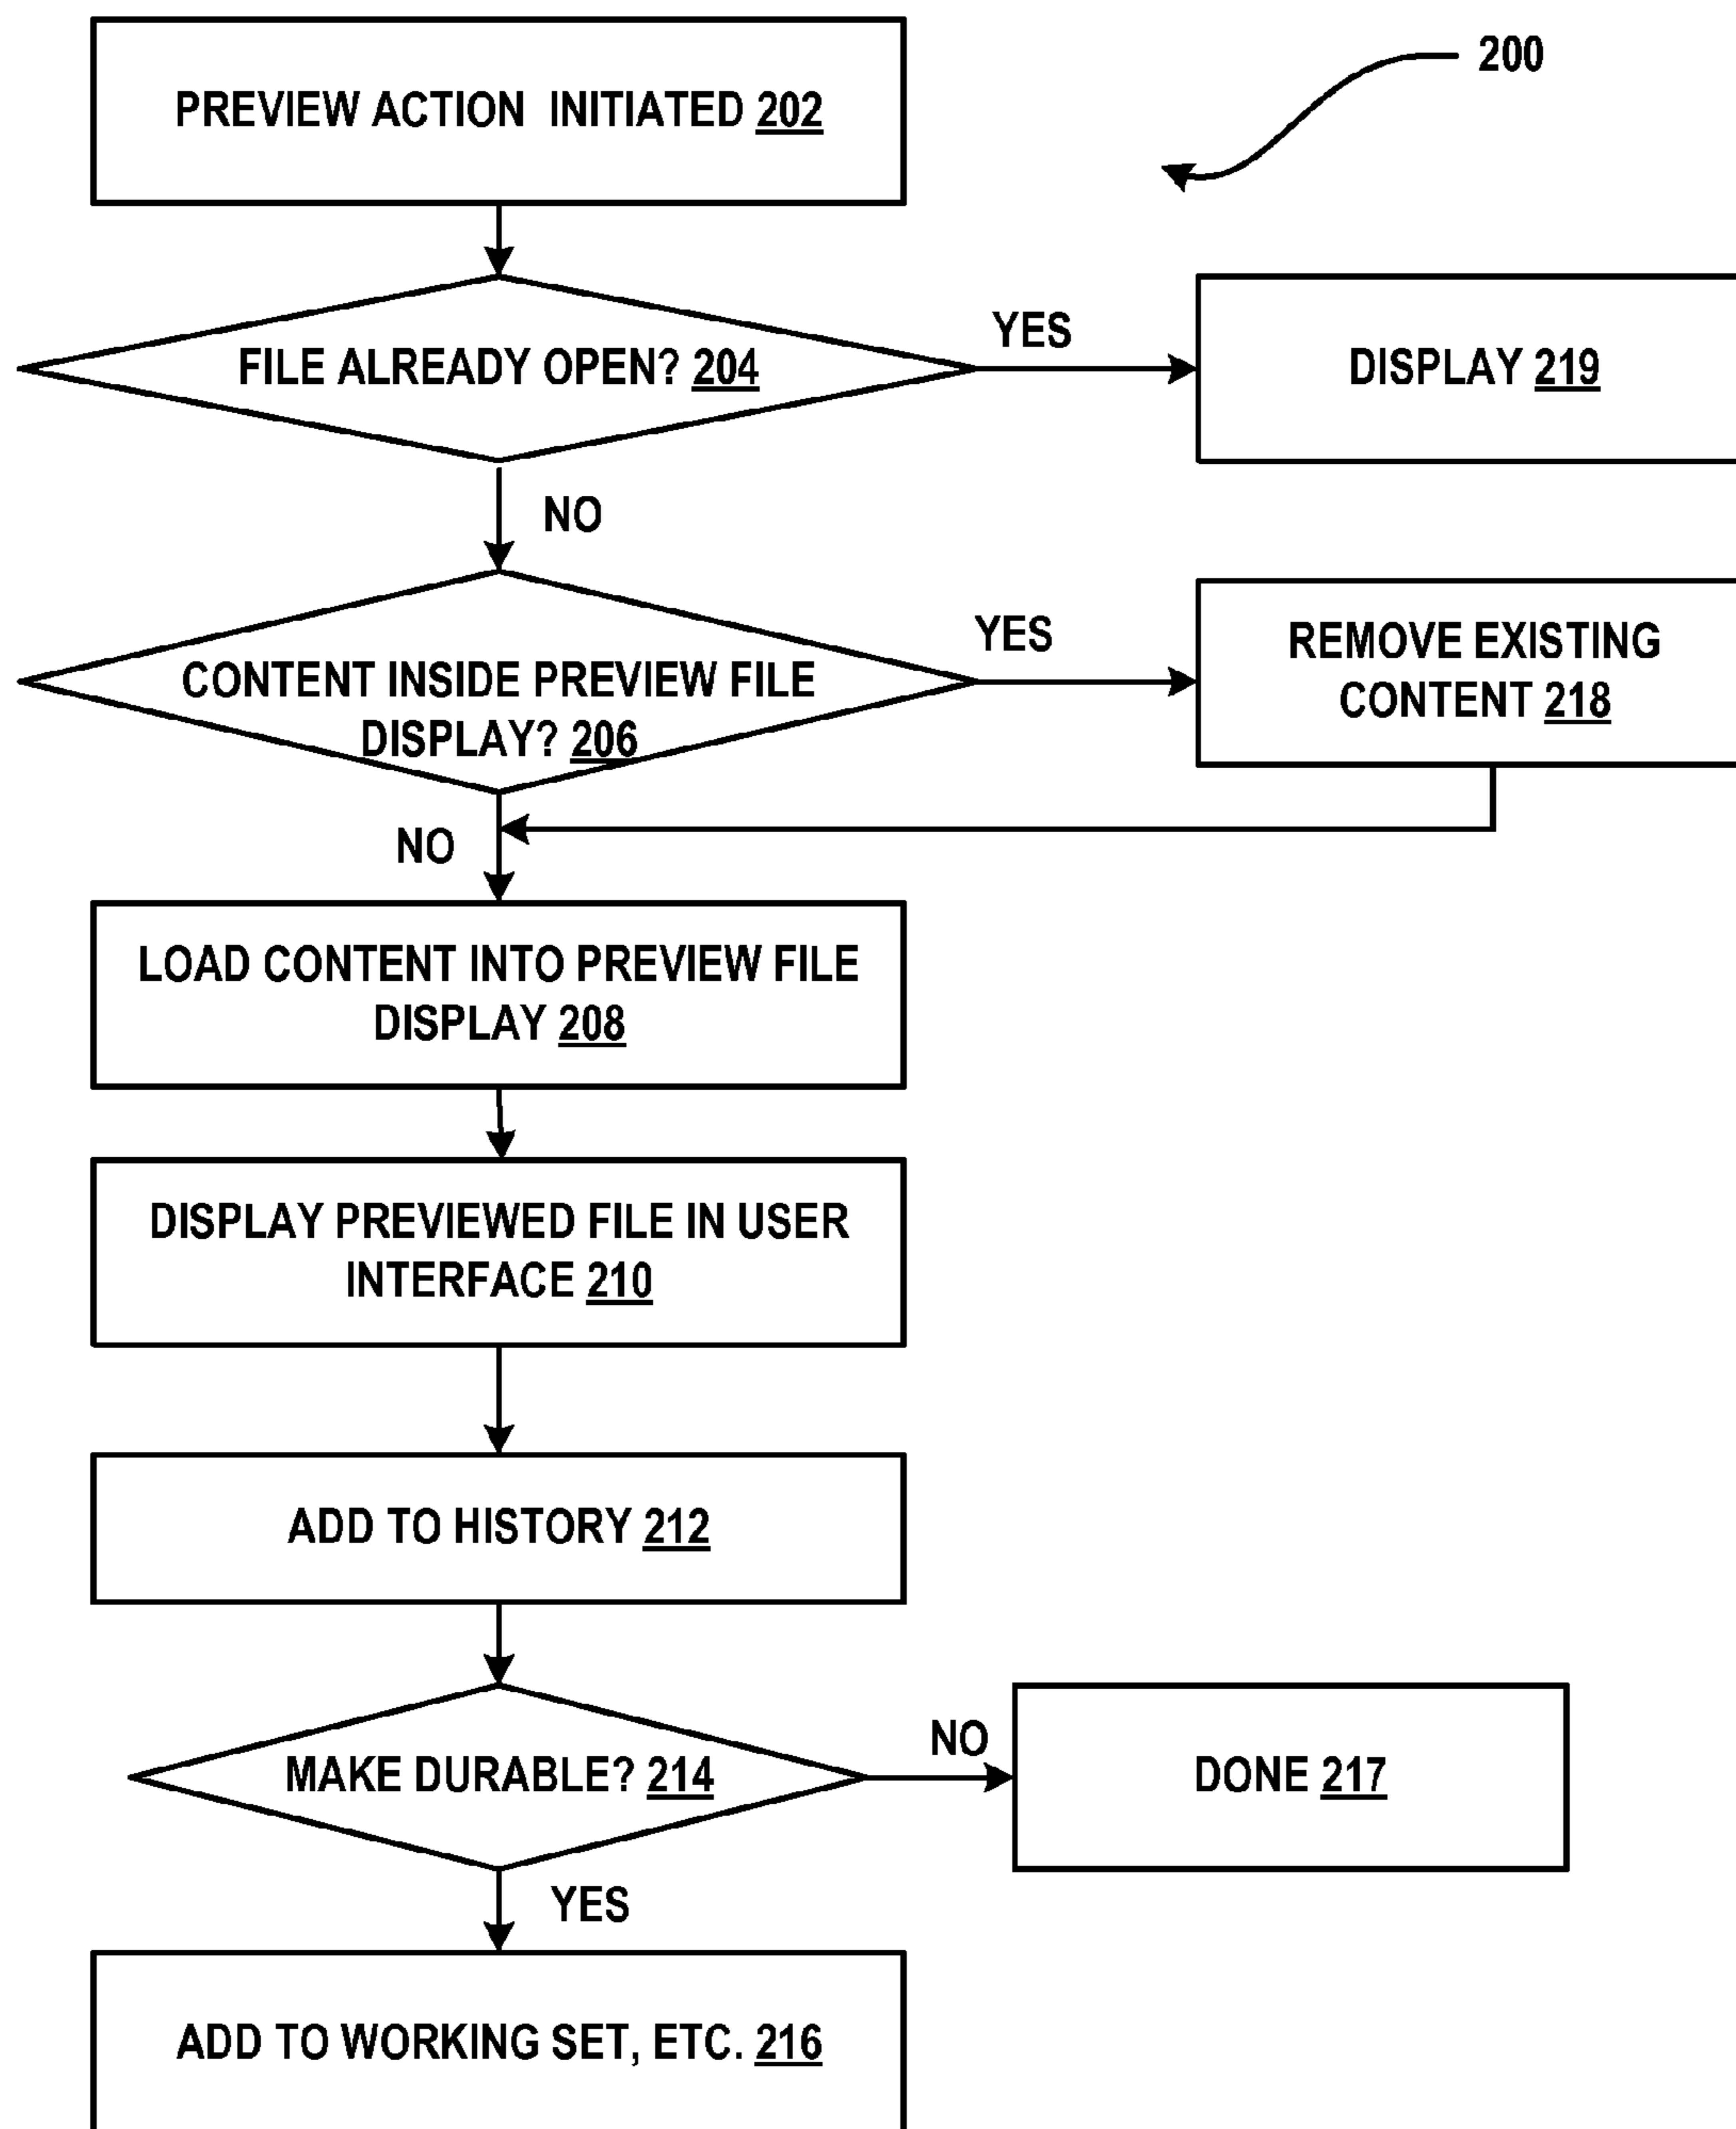 PREVIEW ACTION INITIATED 202
200
FILE ALREADY OPEN? 204
YES
DISPLAY 219
NO
CONTENT INSIDE PREVIEW FILE
DISPLAY? 206
YES
REMOVE EXISTING
CONTENT 218
NO
LOAD CONTENT INTO PREVIEW FILE
DISPLAY 208
DISPLAY PREVIEWED FILE IN USER
INTERFACE 210
ADD TO HISTORY 212
MAKE DURABLE? 214
NO
DONE 217
YES
ADD TO WORKING SET, ETC. 216